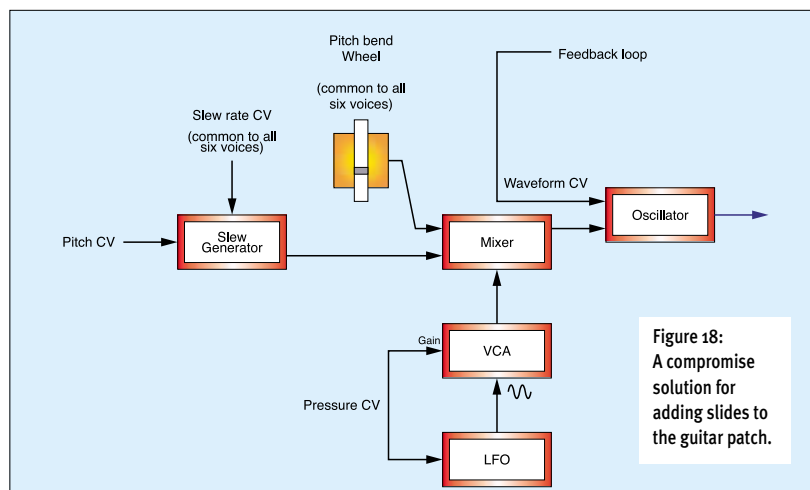 Pitch bend
Wheel
(common to all
six voices)
Feedback loop
Slew rate CV
(common to all
six voices)
Waveform CV
Oscillator
Pitch CV
Slew
Generator
Mixer
Gain
VCA
Pressure CV
LFO
Figure 18:
A compromise
solution for
adding slides to
the guitar patch.